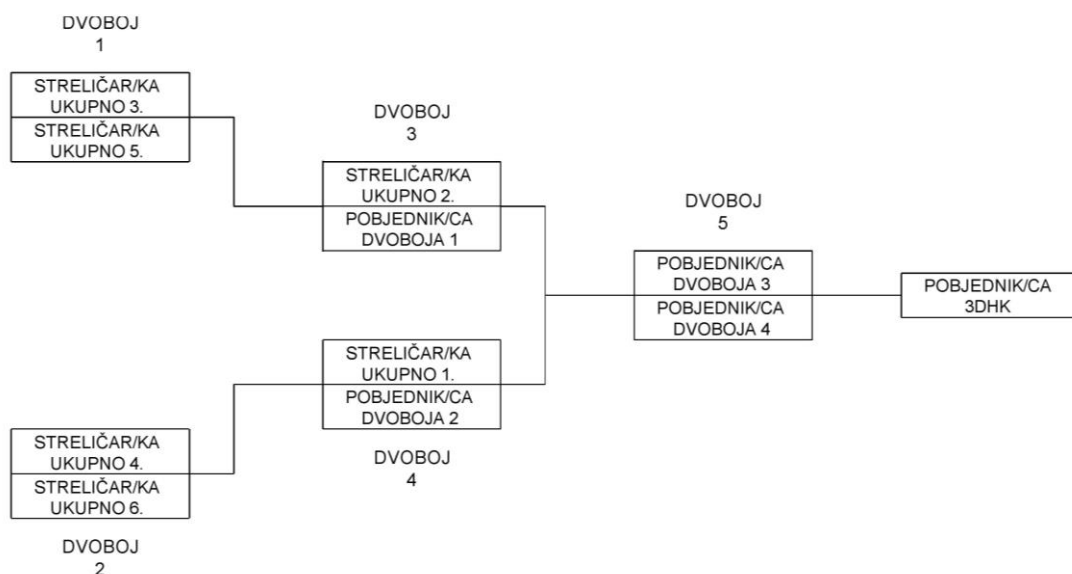 DVOBOJ
1
STRELIČAR/KA
UKUPNO 3.
STRELIČAR/KA
UKUPNO 5.
DVOBOJ
3
STRELIČAR/KA
UKUPNO 2.
POBJEDNIK/CA
DVOBOJA 1
DVOBOJ
5
POBJEDNIK/CA
DVOBOJA 3
POBJEDNIK/CA
DVOBOJA 4
POBJEDNIK/CA
3DHK
STRELIČAR/KA
UKUPNO 1.
POBJEDNIK/CA
DVOBOJA 2
DVOBOJ
4
STRELIČAR/KA
UKUPNO 4.
STRELIČAR/KA
UKUPNO 6.
DVOBOJ
2